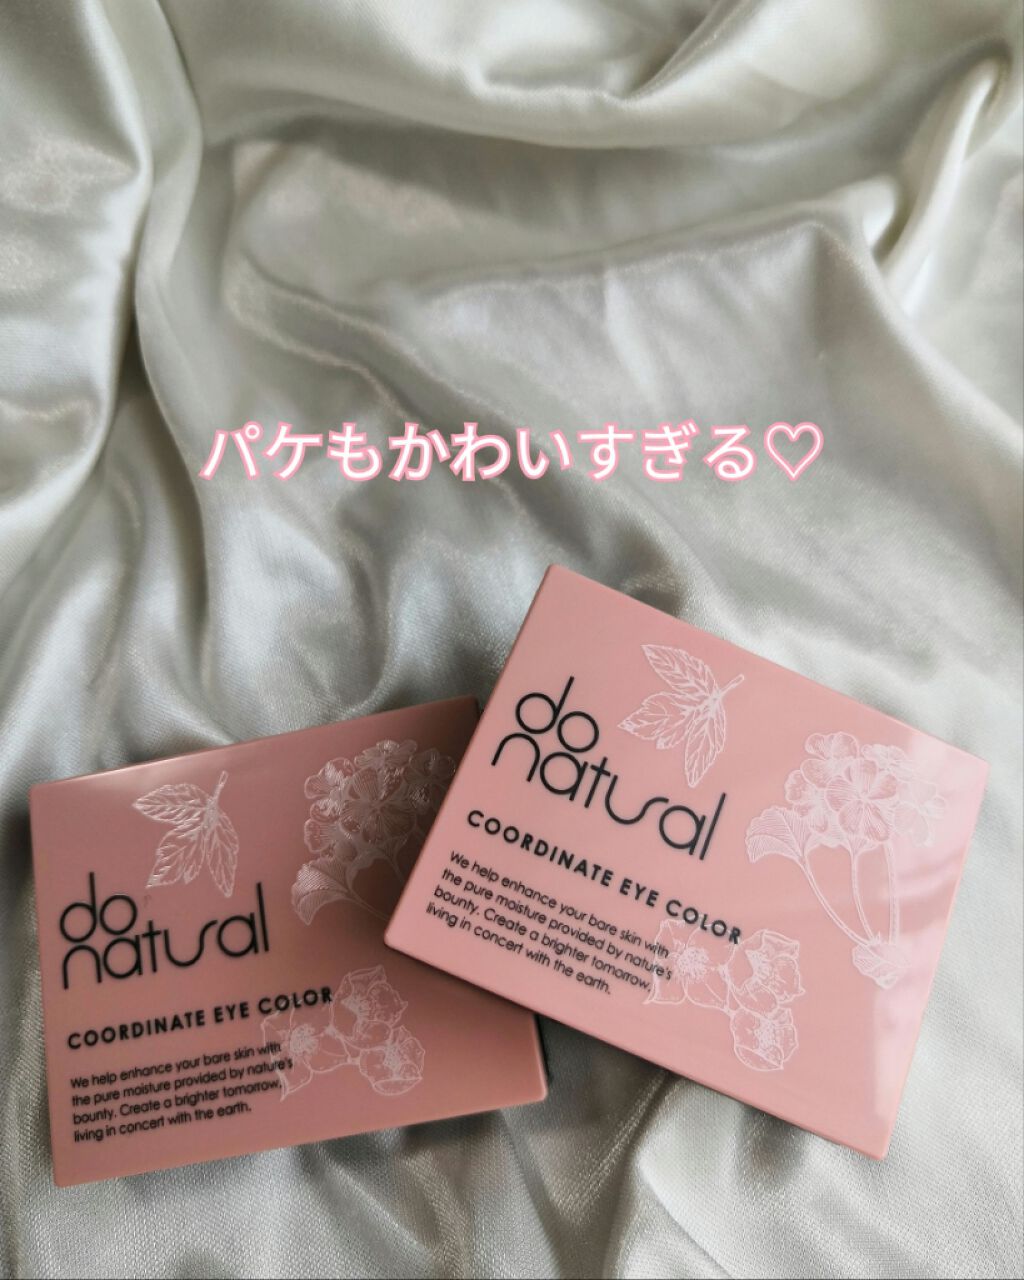 パケもかわいすぎる♡
do
natural
COORDINATE EYE COLOR
We help enhance your bare skin with
the pure moisture provided by nature's
bounty. Create a brighter tomorrow,
living in concert with the earth.
do
natural
COORDINATE EYE COLOR
We help enhance your bare skin with
the pure moisture provided by nature's
bounty. Create a brighter tomorrow,
living in concert with the earth.